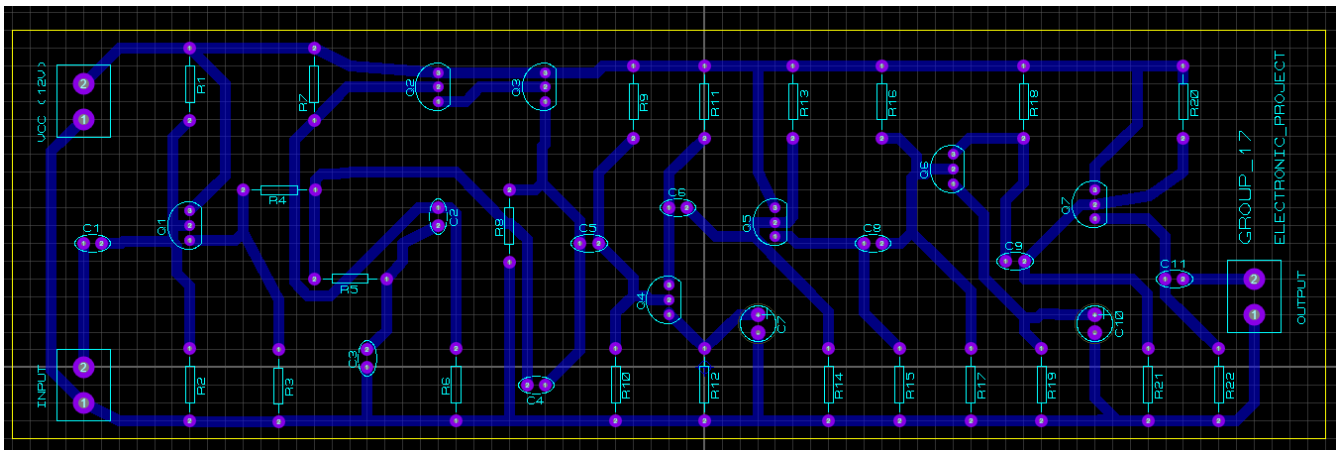 VCC (12V)
R1
R7
Q2
Q3
R9
R11
R13
R16
R18
R20
GROUP_17
ELECTRONIC_PROJECT
C1
Q1
R4
C2
R8
C5
C6
Q5
C8
Q6
C9
Q7
C11
R5
Q4
C7
C10
OUTPUT
INPUT
R2
R3
C3
R6
C4
R10
R12
R14
R15
R17
R19
R21
R22